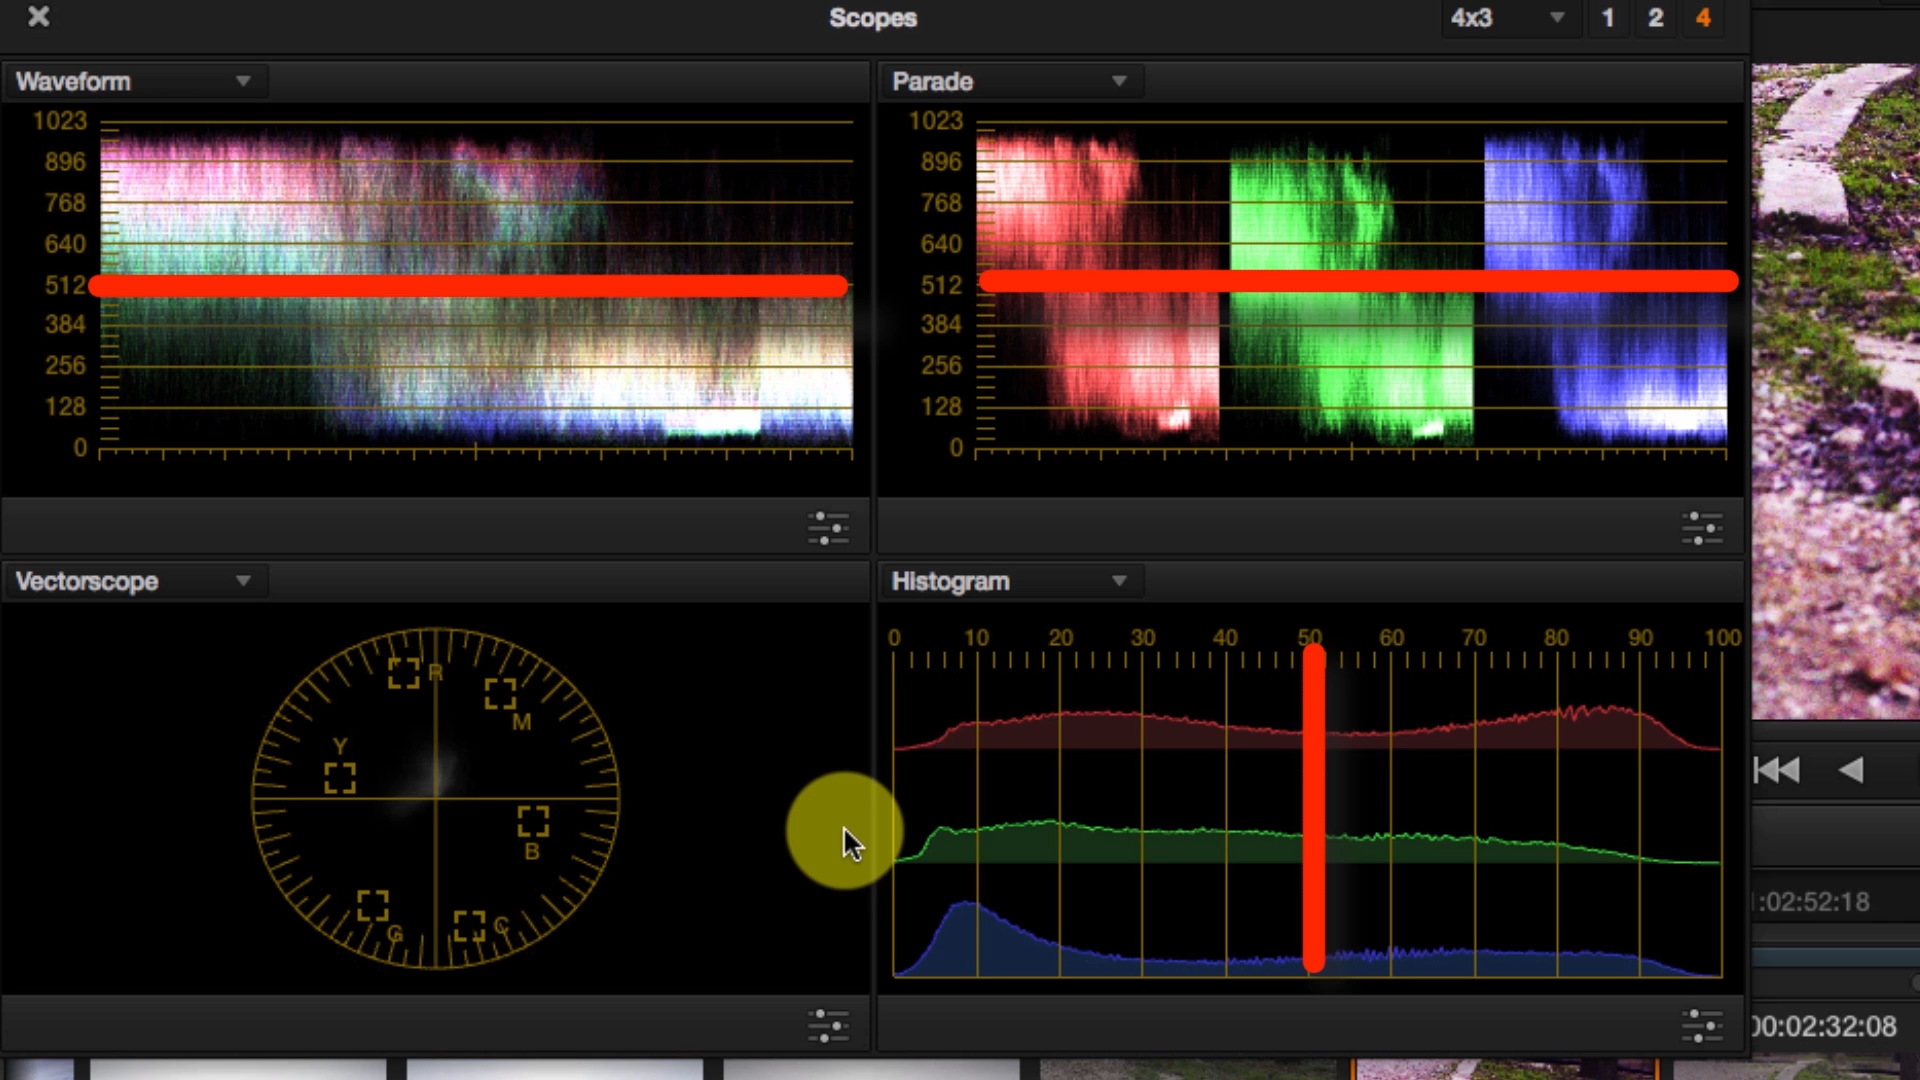 Scopes
4x3 1 2 4
Waveform
1023
896
768
640
512
384
256
128
0
Parade
1023
896
768
640
512
384
256
128
0
Vectorscope
R
M
Y
B
G
C
Histogram
0 10 20 30 40 50 60 70 80 90 100
:02:52:18
00:02:32:08